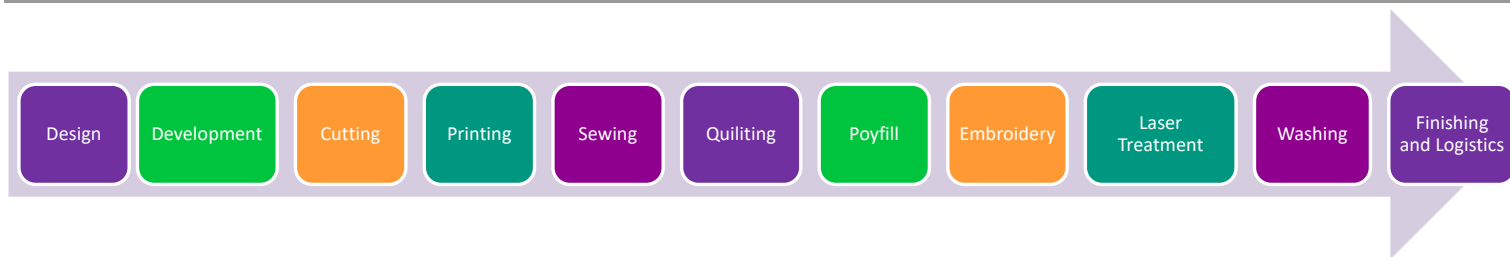 Design
Development
Cutting
Printing
Sewing
Quiliting
Poyfill
Embroidery
Laser
Treatment
Washing
Finishing
and Logistics